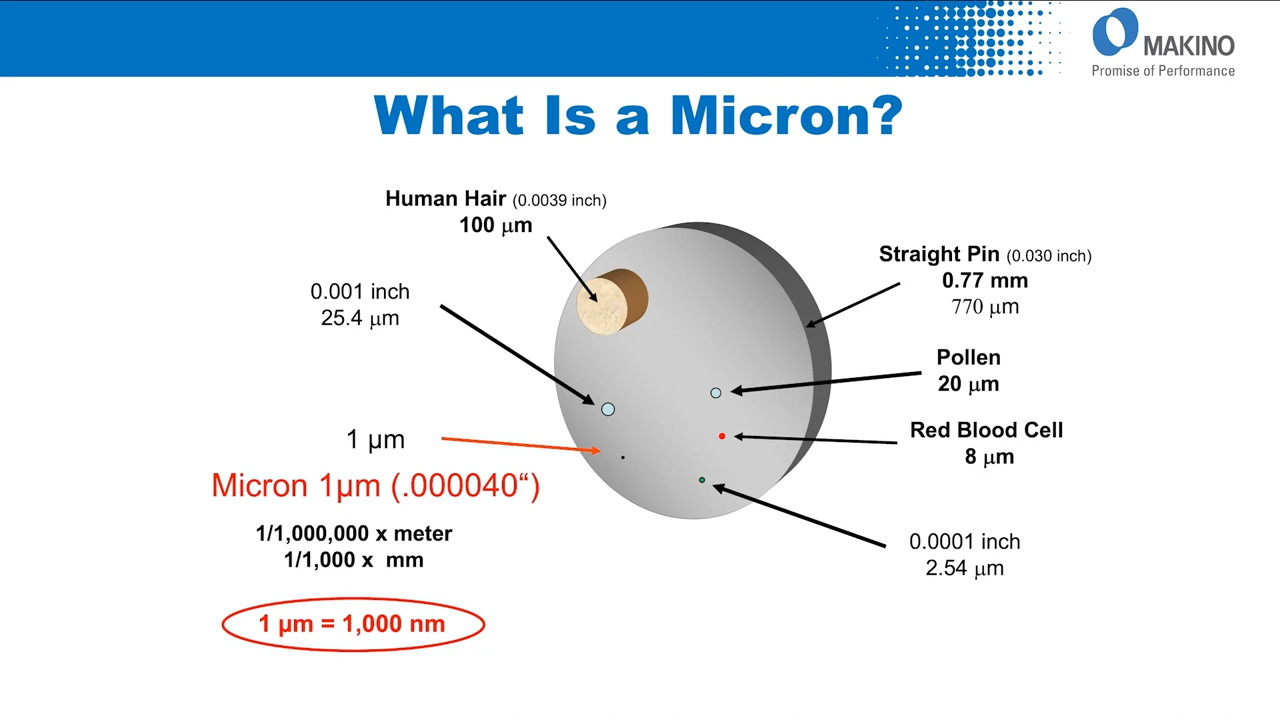 MAKINO
Promise of Performance
What Is a Micron?
Human Hair (0.0039 inch)
100 μm
0.001 inch
25.4 μm
1 μm
Micron 1μm (.000040“)
1/1,000,000 x meter
1/1,000 x  mm
1 μm = 1,000 nm
Straight Pin (0.030 inch)
0.77 mm
770 μm
Pollen
20 μm
Red Blood Cell
8 μm
0.0001 inch
2.54 μm